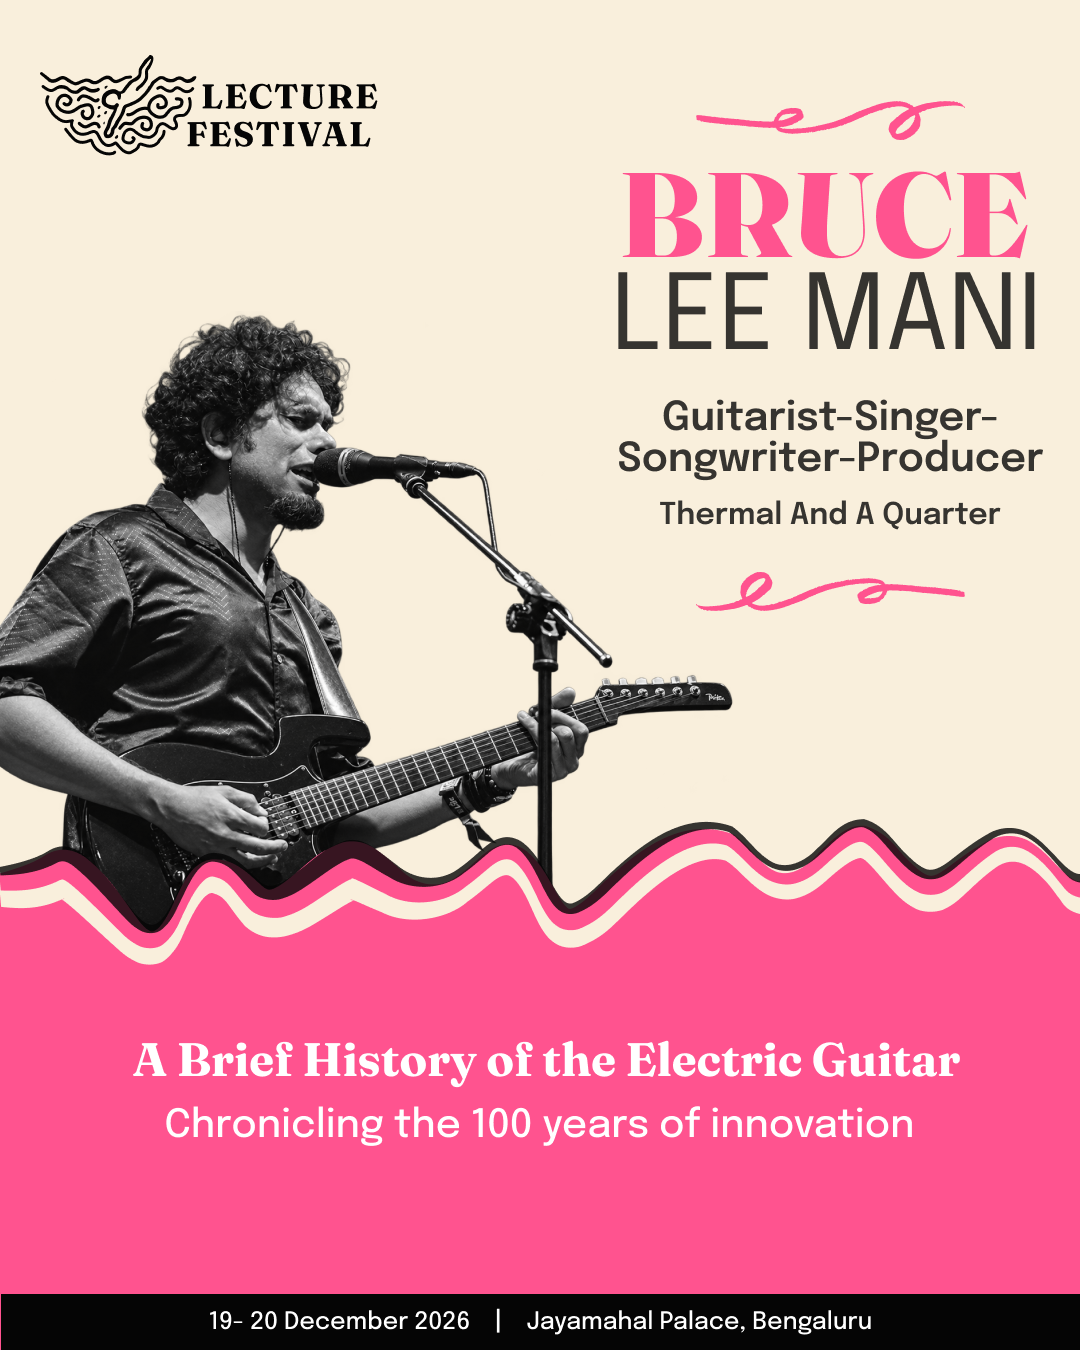 LECTURE
FESTIVAL
BRUCE
LEE MANI
Guitarist-Singer-
Songwriter-Producer
Thermal And A Quarter
A Brief History of the Electric Guitar
Chronicling the 100 years of innovation
19- 20 December 2026 | Jayamahal Palace, Bengaluru